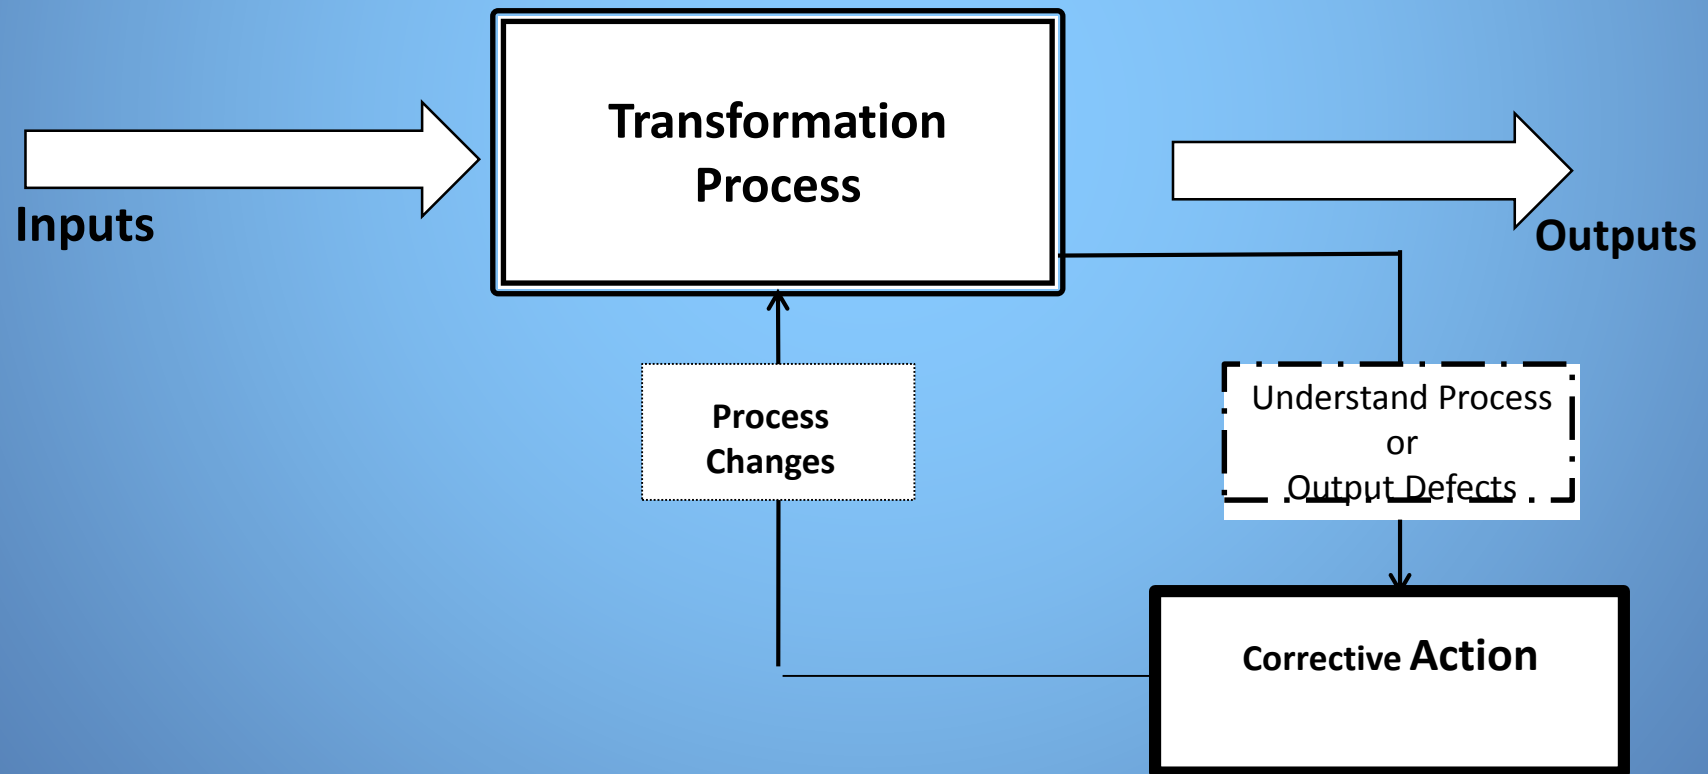 Transformation
Process
Inputs
Outputs
Process
Changes
Understand Process
or
Output Defects
Corrective Action